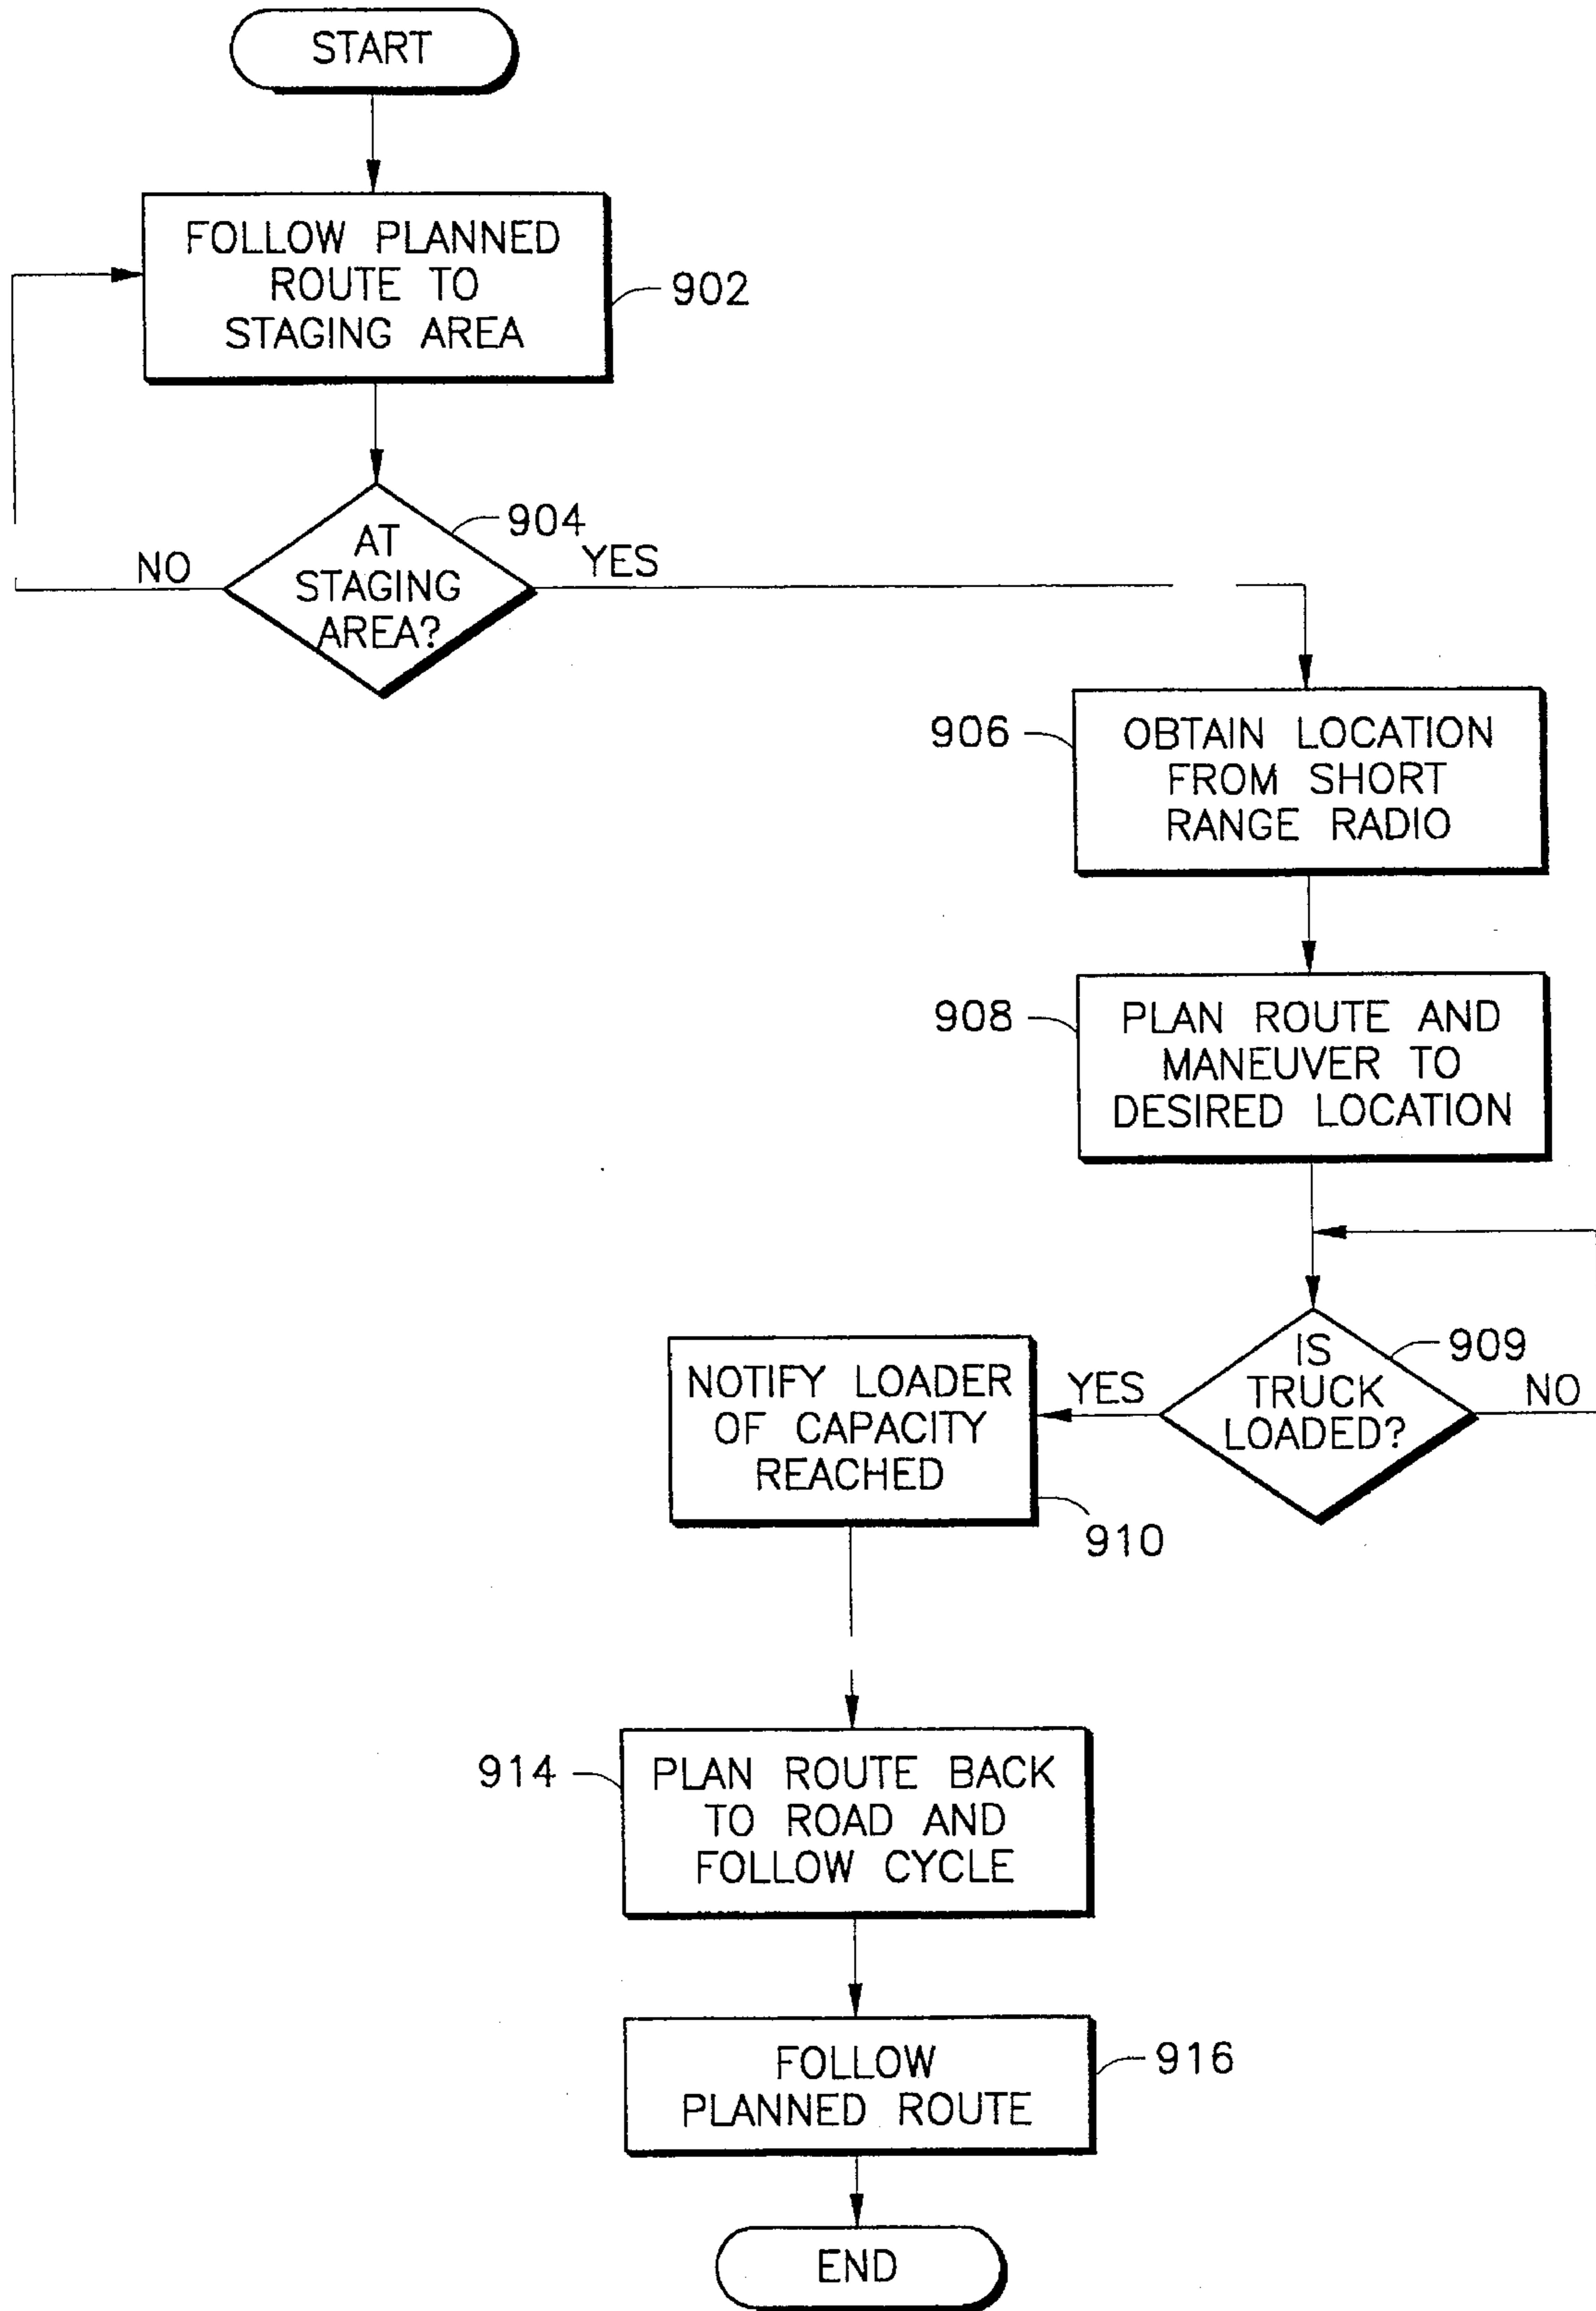 START
FOLLOW PLANNED
ROUTE TO
STAGING AREA
902
904
AT
STAGING
AREA?
NO
YES
906
OBTAIN LOCATION
FROM SHORT
RANGE RADIO
908
PLAN ROUTE AND
MANEUVER TO
DESIRED LOCATION
909
IS
TRUCK
LOADED?
NO
YES
NOTIFY LOADER
OF CAPACITY
REACHED
910
914
PLAN ROUTE BACK
TO ROAD AND
FOLLOW CYCLE
FOLLOW
PLANNED ROUTE
916
END